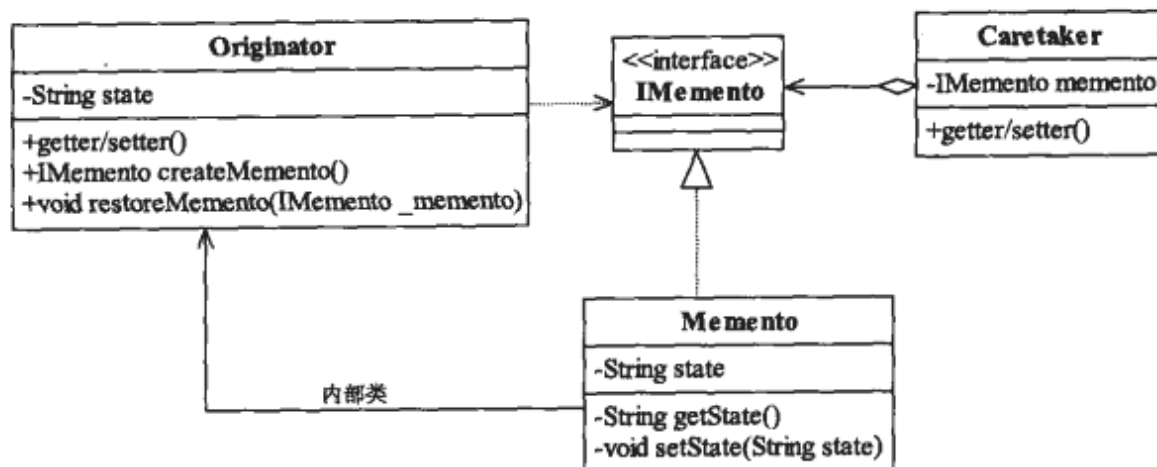 Originator
-String state
+getter/setter()
+IMemento createMemento()
+void restoreMemento(IMemento _memento)
<<interface>>
IMemento
Caretaker
-IMemento memento
+getter/setter()
Memento
-String state
-String getState()
-void setState(String state)
内部类